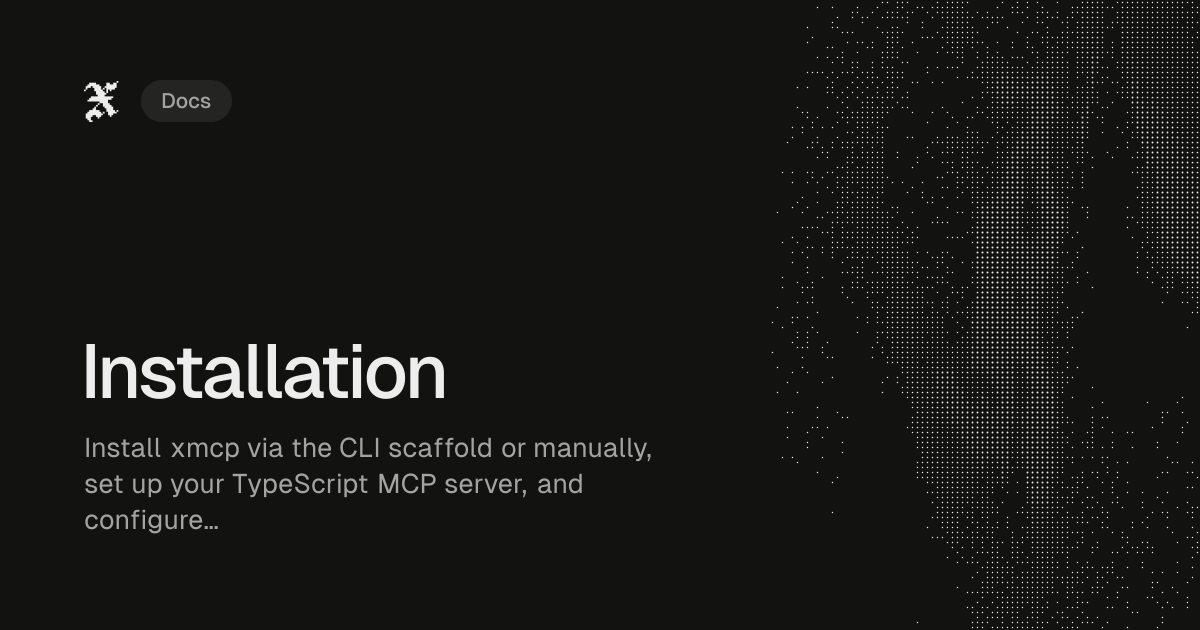 Docs
Installation
Install xmcp via the CLI scaffold or manually,
set up your TypeScript MCP server, and
configure…